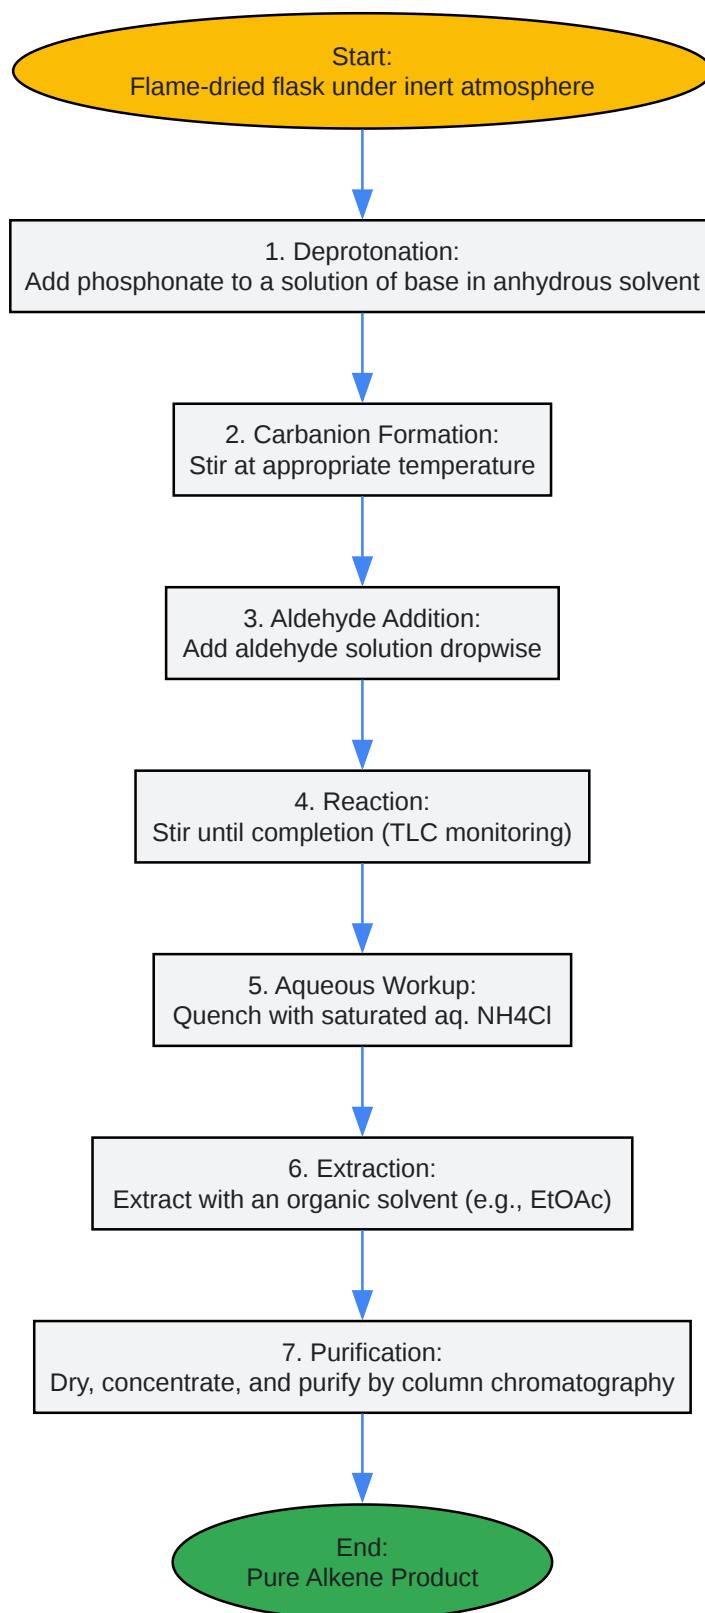 Start:
Flame-dried flask under inert atmosphere
1. Deprotonation:
Add phosphonate to a solution of base in anhydrous solvent
2. Carbanion Formation:
Stir at appropriate temperature
3. Aldehyde Addition:
Add aldehyde solution dropwise
4. Reaction:
Stir until completion (TLC monitoring)
5. Aqueous Workup:
Quench with saturated aq. NH4Cl
6. Extraction:
Extract with an organic solvent (e.g., EtOAc)
7. Purification:
Dry, concentrate, and purify by column chromatography
End:
Pure Alkene Product